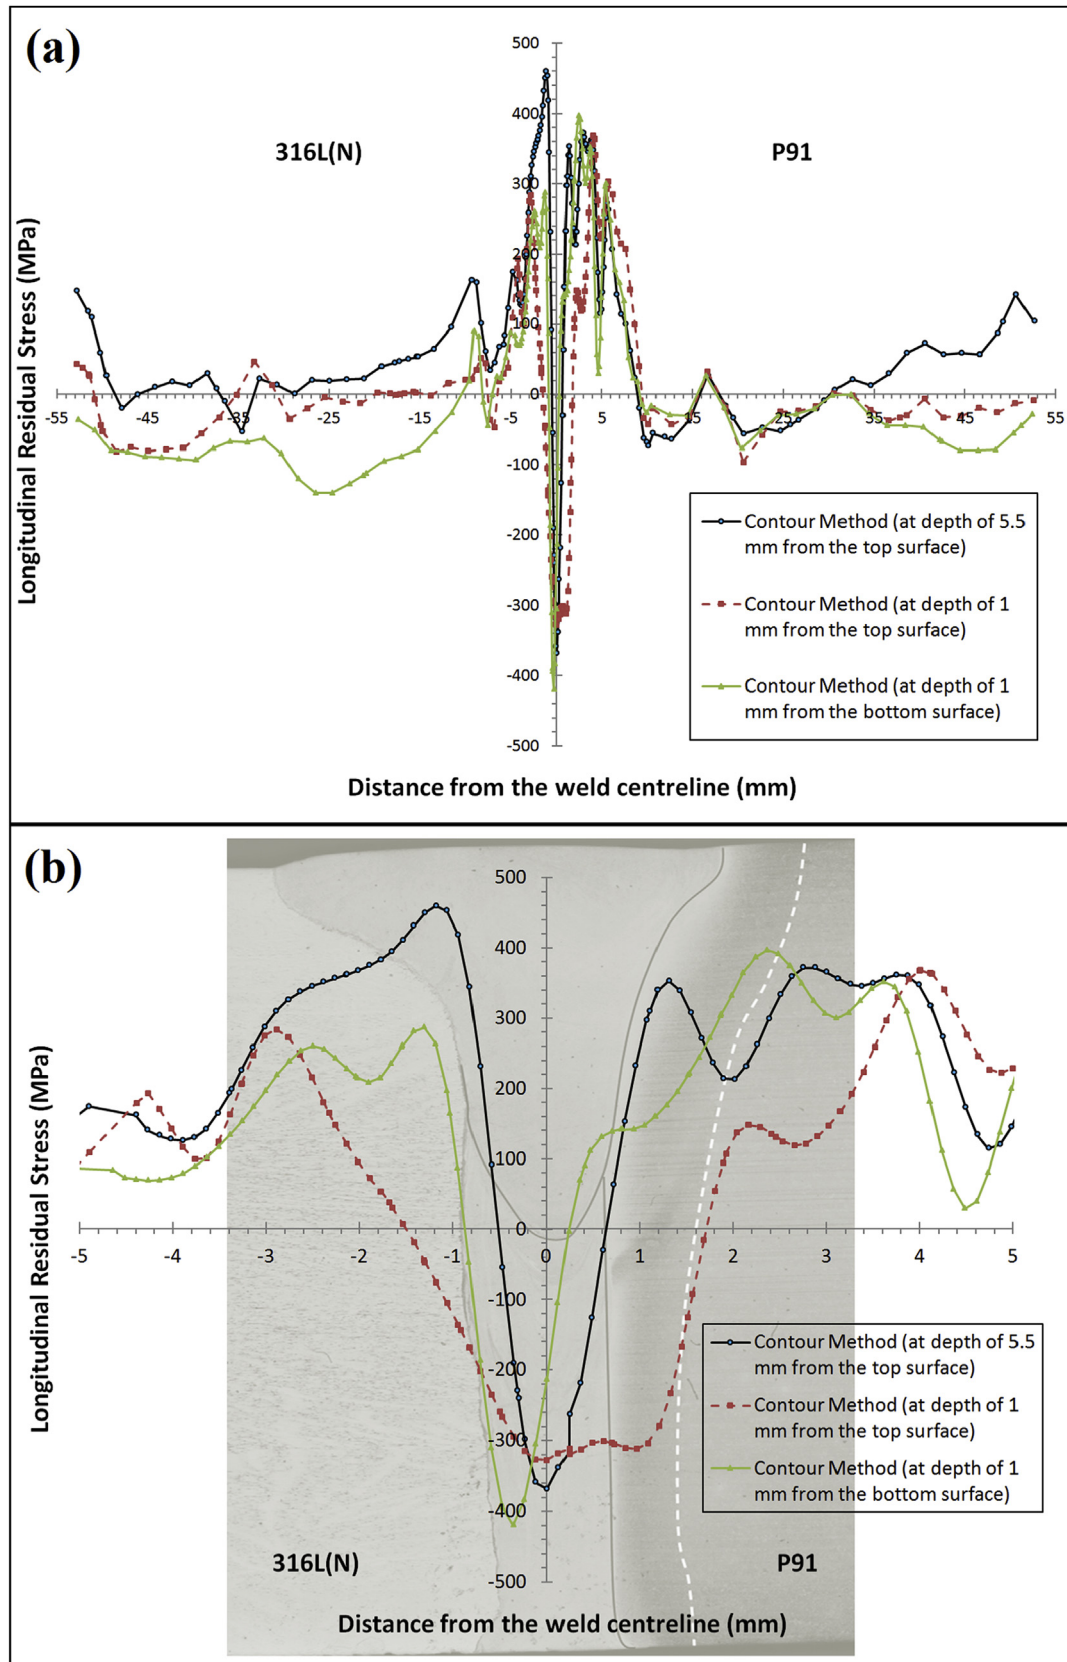 (a)
500
400
300
200
100
0
-100
-200
-300
-400
-500
-55
-45
-35
-25
-15
-5
5
15
25
35
45
55
316L(N)
P91
Longitudinal Residual Stress (MPa)
Contour Method (at depth of 5.5
mm from the top surface)
Contour Method (at depth of 1
mm from the top surface)
Contour Method (at depth of 1
mm from the bottom surface)
Distance from the weld centreline (mm)
(b)
500
400
300
200
100
0
-100
-200
-300
-400
-500
-5
-4
-3
-2
-1
0
1
2
3
4
5
Longitudinal Residual Stress (MPa)
Contour Method (at depth of 5.5
mm from the top surface)
Contour Method (at depth of 1
mm from the top surface)
Contour Method (at depth of 1
mm from the bottom surface)
316L(N)
P91
Distance from the weld centreline (mm)